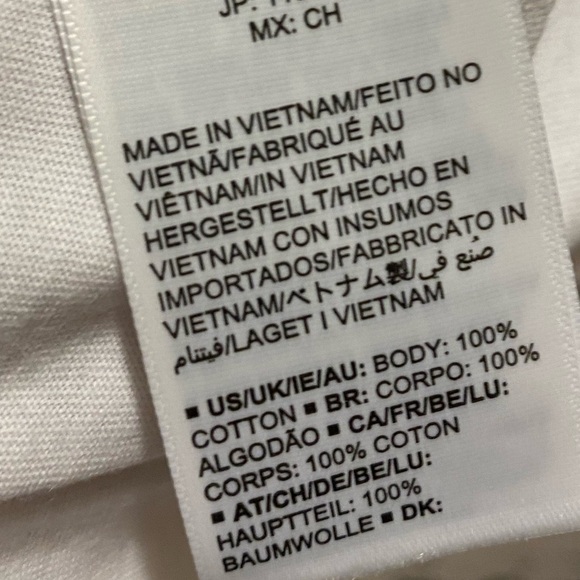 JP:
MX: CH
MADE IN VIETNAM/FEITO NO
VIETNÃ/FABRIQUÉ AU
VIÊTNAM/IN VIETNAM
HERGESTELLT/HECHO EN
VIETNAM CON INSUMOS
IMPORTADOS/FABBRICATO IN
VIETNAM/ベトナム製/صُنع في
فيتنام/LAGET I VIETNAM
■ US/UK/IE/AU: BODY: 100%
COTTON ■ BR: CORPO: 100%
ALGODÃO ■ CA/FR/BE/LU:
CORPS: 100% COTON
■ AT/CH/DE/BE/LU:
HAUPTTEIL: 100%
BAUMWOLLE ■ DK: